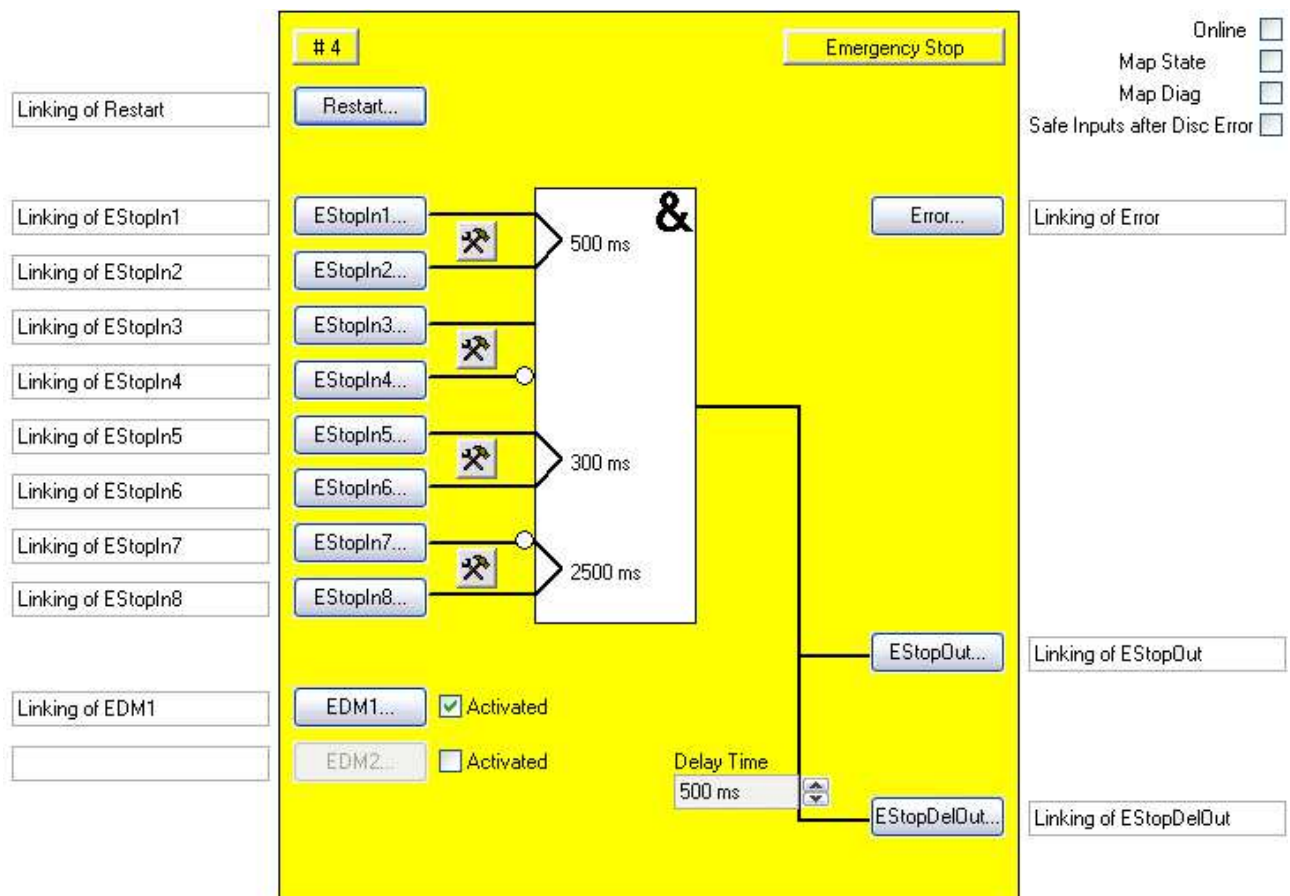 # 4
Emergency Stop
Online
Map State
Map Diag
Safe Inputs after Disc Error
Linking of Restart
Restart...
&
Linking of EStopIn1
EStopIn1...
500 ms
Error...
Linking of Error
Linking of EStopIn2
EStopIn2...
Linking of EStopIn3
EStopIn3...
Linking of EStopIn4
EStopIn4...
Linking of EStopIn5
EStopIn5...
300 ms
Linking of EStopIn6
EStopIn6...
Linking of EStopIn7
EStopIn7...
2500 ms
Linking of EStopIn8
EStopIn8...
EStopOut...
Linking of EStopOut
Linking of EDM1
EDM1...
Activated
EDM2...
Activated
Delay Time
500 ms
EStopDelOut...
Linking of EStopDelOut